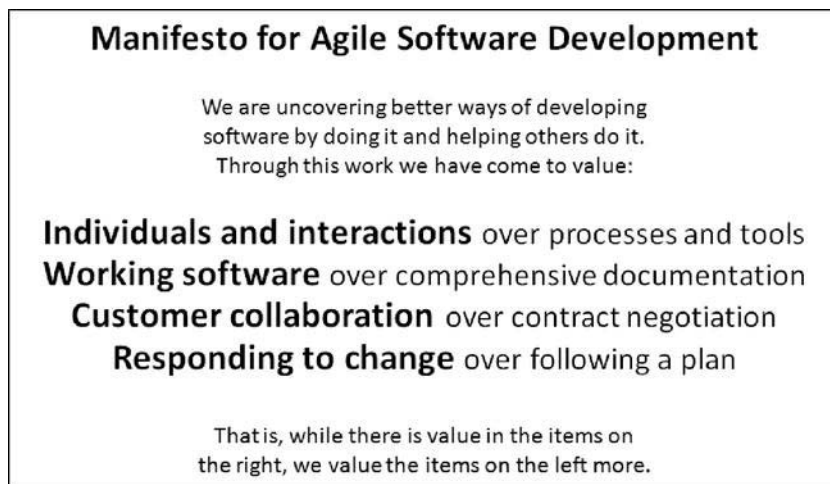 Manifesto for Agile Software Development
We are uncovering better ways of developing
software by doing it and helping others do it.
Through this work we have come to value:
Individuals and interactions over processes and tools
Working software over comprehensive documentation
Customer collaboration over contract negotiation
Responding to change over following a plan
That is, while there is value in the items on
the right, we value the items on the left more.